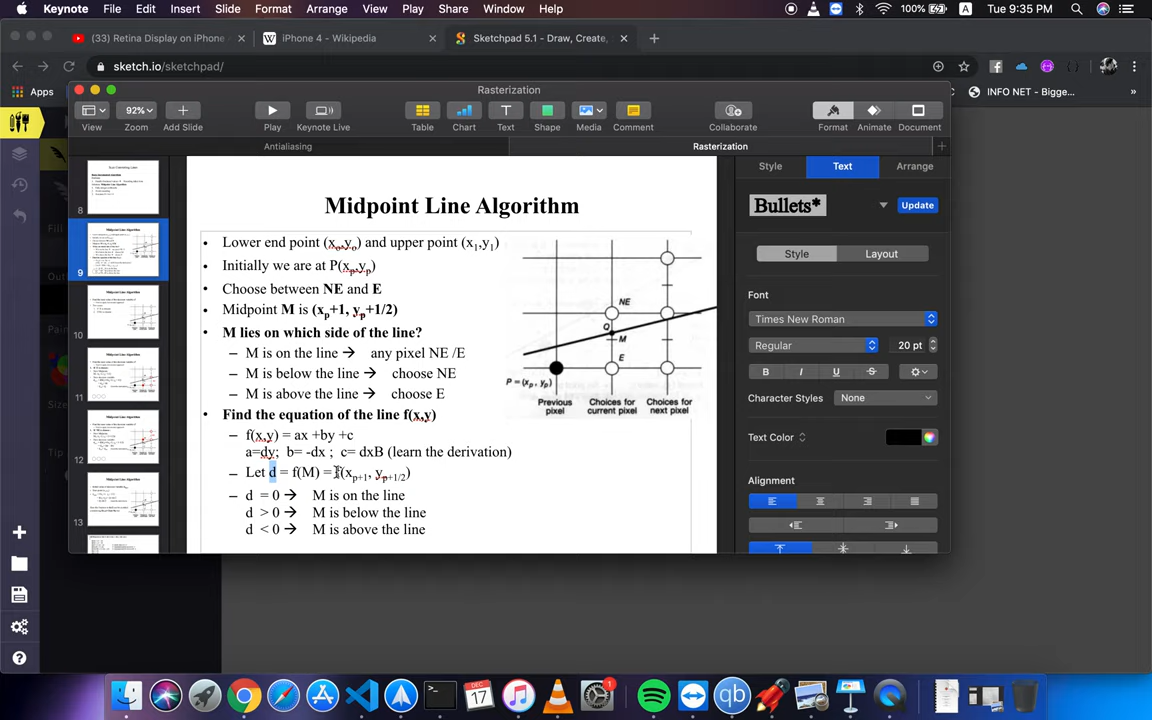 Keynote File Edit Insert Slide Format Arrange View Play Share Window Help 100% A Tue 9:35 PM
(33) Retina Display on iPhone iPhone 4 - Wikipedia Sketchpad 5.1 - Draw, Create,
sketch.io/sketchpad/
Apps INFO NET - Bigge...
Rasterization
92%
View Zoom Add Slide Play Keynote Live Table Chart Text Shape Media Comment Collaborate Format Animate Document
Antialiasing Rasterization
8
9
10
11
12
13
Midpoint Line Algorithm
• Lower end point (xo,yo) and upper point (x1,y1)
• Initially we are at P(xp,yp)
• Choose between NE and E
• Midpoint M is (xp+1, yp+1/2)
• M lies on which side of the line?
– M is on the line → any pixel NE /E
– M is below the line → choose NE
– M is above the line → choose E
• Find the equation of the line f(x,y)
– f(x,y) = ax +by +c
a=dy; b= -dx ; c= dxB (learn the derivation)
– Let d = f(M) = f(xp+1, yp+1/2)
– d = 0 → M is on the line
d > 0 → M is below the line
d < 0 → M is above the line
NE
Q
M
E
P = (xp, yp)
Previous pixel
Choices for current pixel
Choices for next pixel
Style Text Arrange
Bullets* Update
Style Layout
Font
Times New Roman
Regular 20 pt
B I U S
Character Styles None
Text Color
Alignment
Fill
DEC
17
1
qb